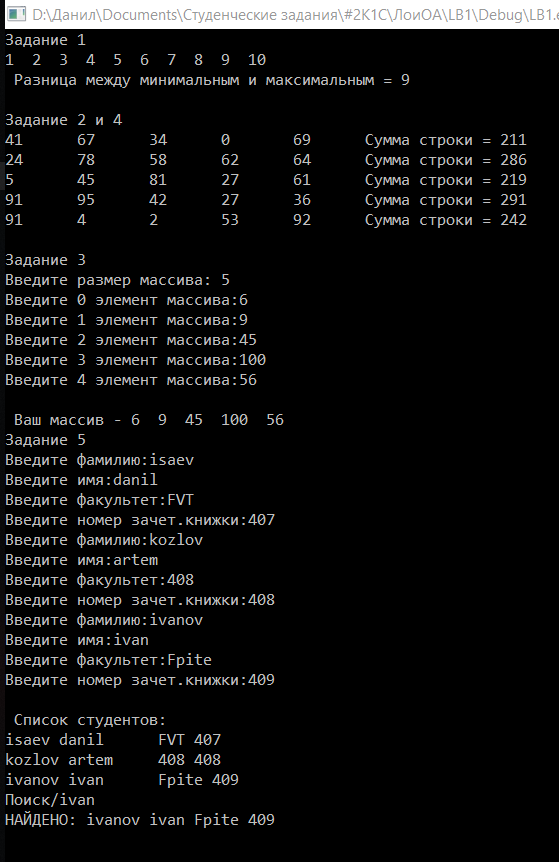 D:\Данил\Documents\Студенческие задания\#2K1C\ЛоиОА\LB1\Debug\LB1.e
Задание 1
1 2 3 4 5 6 7 8 9 10
Разница между минимальным и максимальным = 9
Задание 2 и 4
41 67 34 0 69 Сумма строки = 211
24 78 58 62 64 Сумма строки = 286
5 45 81 27 61 Сумма строки = 219
91 95 42 27 36 Сумма строки = 291
91 4 2 53 92 Сумма строки = 242
Задание 3
Введите размер массива: 5
Введите 0 элемент массива:6
Введите 1 элемент массива:9
Введите 2 элемент массива:45
Введите 3 элемент массива:100
Введите 4 элемент массива:56
Ваш массив - 6 9 45 100 56
Задание 5
Введите фамилию:isaev
Введите имя:danil
Введите факультет:FVT
Введите номер зачет.книжки:407
Введите фамилию:kozlov
Введите имя:artem
Введите факультет:408
Введите номер зачет.книжки:408
Введите фамилию:ivanov
Введите имя:ivan
Введите факультет:Fpite
Введите номер зачет.книжки:409
Список студентов:
isaev danil FVT 407
kozlov artem 408 408
ivanov ivan Fpite 409
Поиск/ivan
НАЙДЕНО: ivanov ivan Fpite 409